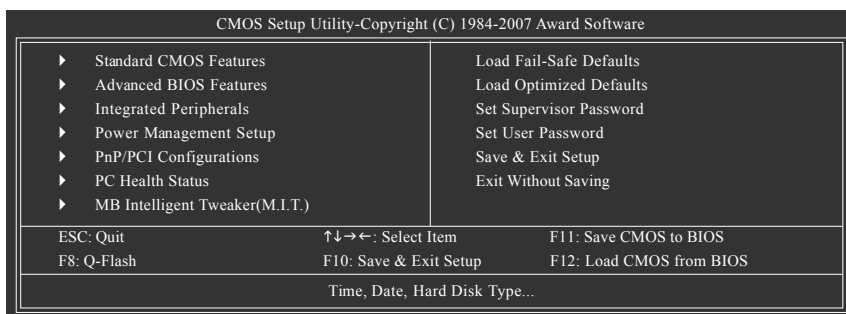 CMOS Setup Utility-Copyright (C) 1984-2007 Award Software
Standard CMOS Features
Advanced BIOS Features
Integrated Peripherals
Power Management Setup
PnP/PCI Configurations
PC Health Status
MB Intelligent Tweaker(M.I.T.)
Load Fail-Safe Defaults
Load Optimized Defaults
Set Supervisor Password
Set User Password
Save & Exit Setup
Exit Without Saving
ESC: Quit ↑↓→←: Select Item F11: Save CMOS to BIOS
F8: Q-Flash F10: Save & Exit Setup F12: Load CMOS from BIOS
Time, Date, Hard Disk Type...